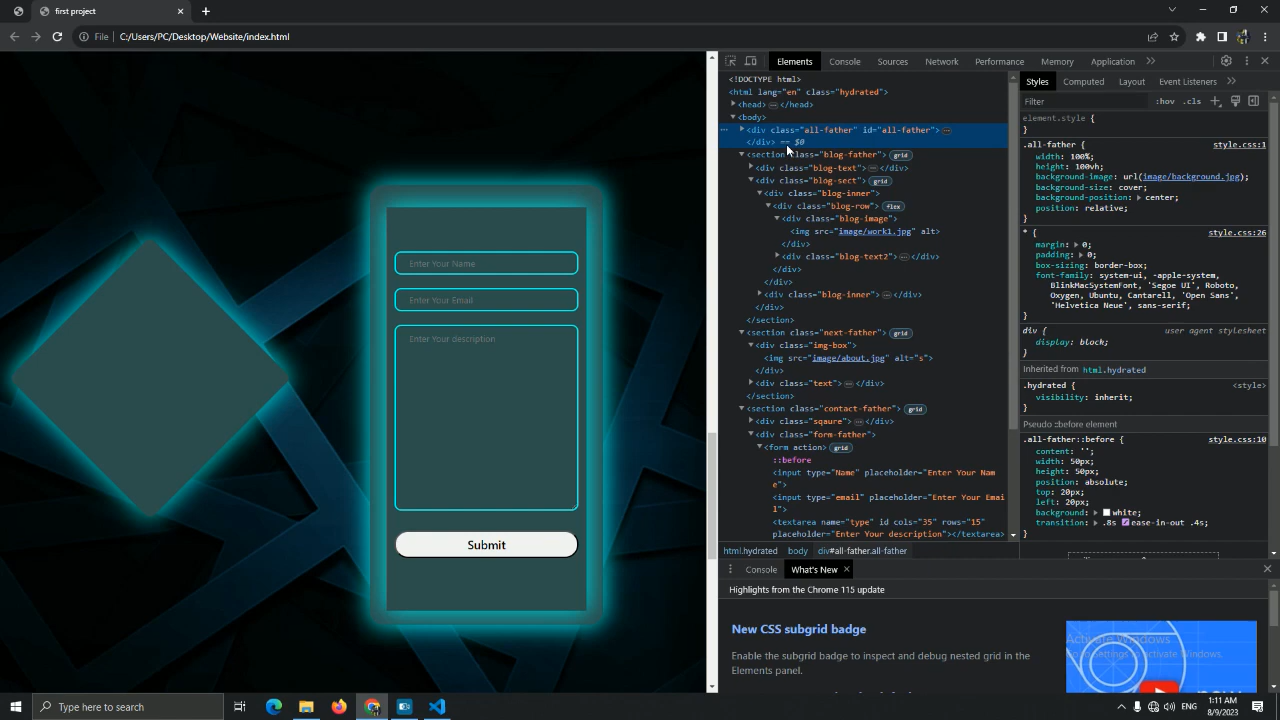 first project
File C:/Users/PC/Desktop/Website/index.html
Elements Console Sources Network Performance Memory Application
<!DOCTYPE html>
<html lang="en" class="hydrated">
<head> … </head>
<body>
<div class="all-father" id="all-father"> …
</div> == $0
<section class="blog-father"> grid
<div class="blog-text"> … </div>
<div class="blog-sect"> grid
<div class="blog-inner">
<div class="blog-row"> flex
<div class="blog-image">
<img src="image/work1.jpg" alt>
</div>
<div class="blog-text2"> … </div>
</div>
</div>
<div class="blog-inner"> … </div>
</div>
</section>
<section class="next-father"> grid
<div class="img-box">
<img src="image/about.jpg" alt="s">
</div>
<div class="text"> … </div>
</section>
<section class="contact-father"> grid
<div class="sqaure"> … </div>
<div class="form-father">
<form action> grid
::before
<input type="Name" placeholder="Enter Your Nam
e">
<input type="email" placeholder="Enter Your Emai
l">
<textarea name="type" id cols="35" rows="15"
placeholder="Enter Your description"></textarea>
html.hydrated body div#all-father.all-father
Styles Computed Layout Event Listeners
Filter :hov .cls
element.style {
}
.all-father { style.css:1
width: 100%;
height: 100vh;
background-image: url(image/background.jpg);
background-size: cover;
background-position: center;
position: relative;
}
* { style.css:26
margin: 0;
padding: 0;
box-sizing: border-box;
font-family: system-ui, -apple-system,
BlinkMacSystemFont, 'Segoe UI', Roboto,
Oxygen, Ubuntu, Cantarell, 'Open Sans',
'Helvetica Neue', sans-serif;
}
div { user agent stylesheet
display: block;
}
Inherited from html.hydrated
.hydrated { <style>
visibility: inherit;
}
Pseudo ::before element
.all-father::before { style.css:10
content: '';
width: 50px;
height: 50px;
position: absolute;
top: 20px;
left: 20px;
background: white;
transition: .8s ease-in-out .4s;
}
Enter Your Name
Enter Your Email
Enter Your description
Submit
Console What's New
Highlights from the Chrome 115 update
New CSS subgrid badge
Enable the subgrid badge to inspect and debug nested grid in the
Elements panel.
Activate Windows
Go to Settings to activate Windows.
Type here to search
ENG
1:11 AM
8/9/2023